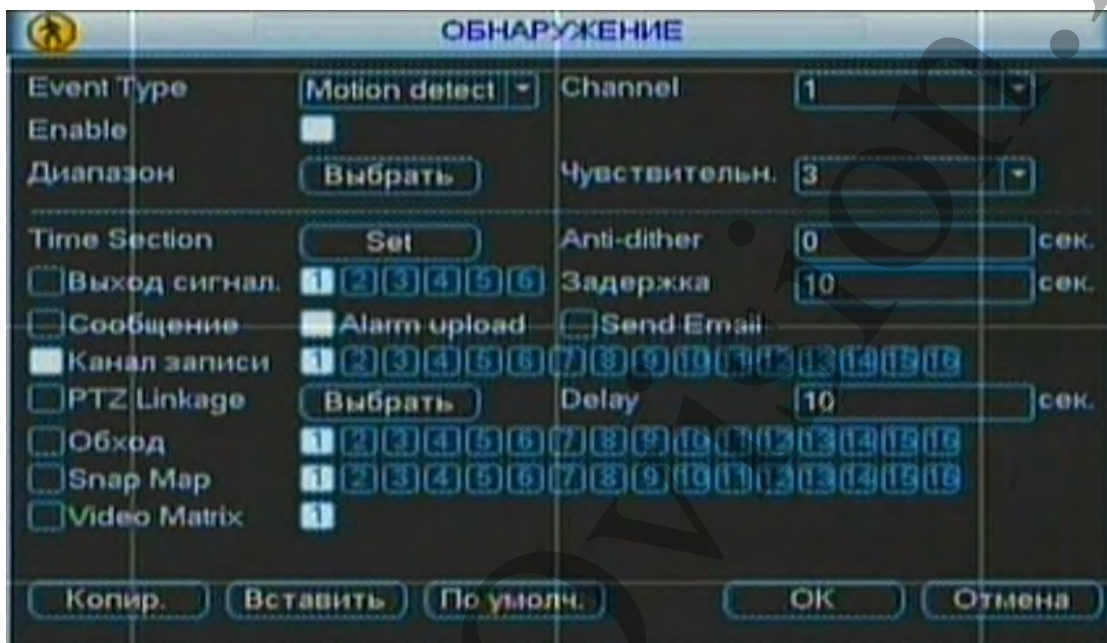 ОБНАРУЖЕНИЕ
Event Type Motion detect Channel 1
Enable
Диапазон Выбрать Чувствительн. 3
Time Section Set Anti-dither 0 сек.
Выход сигнал. 1 2 3 4 5 6 Задержка 10 сек.
Сообщение Alarm upload Send Email
Канал записи 1 2 3 4 5 6 7 8 9 10 11 12 13 14 15 16
PTZ Linkage Выбрать Delay 10 сек.
Обход 1 2 3 4 5 6 7 8 9 10 11 12 13 14 15 16
Snap Map 1 2 3 4 5 6 7 8 9 10 11 12 13 14 15 16
Video Matrix 1
Копир. Вставить По умолч. OK Отмена